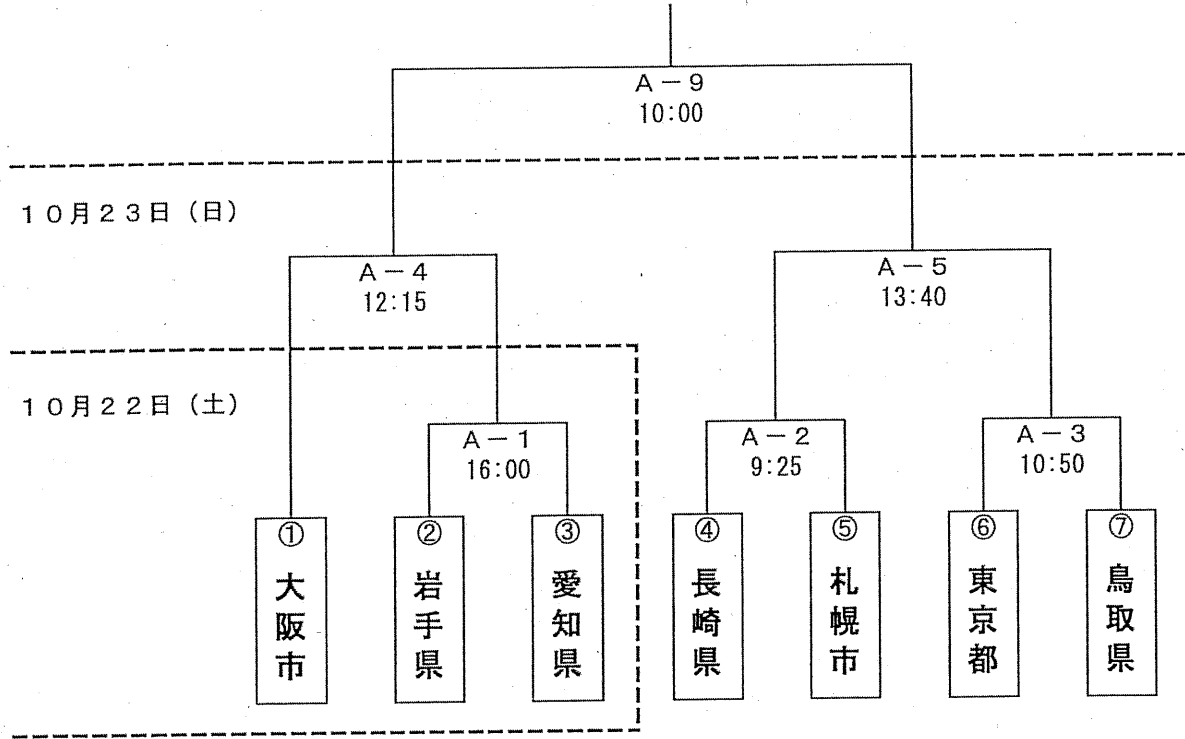 A－9
10:00
10月23日（日）
A－4
12:15
A－5
13:40
10月22日（土）
A－1
16:00
A－2
9:25
A－3
10:50
①
大阪市
②
岩手県
③
愛知県
④
長崎県
⑤
札幌市
⑥
東京都
⑦
鳥取県